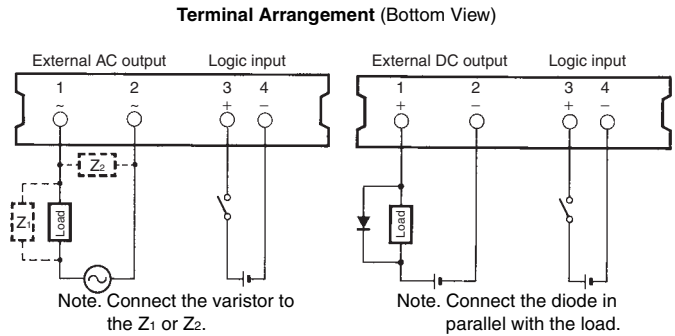 Terminal Arrangement (Bottom View)
External AC output Logic input
1 2 3 4
~ ~ + −
Z2
Z1 Load
Note. Connect the varistor to
the Z1 or Z2.
External DC output Logic input
1 2 3 4
+ − + −
Load
Note. Connect the diode in
parallel with the load.